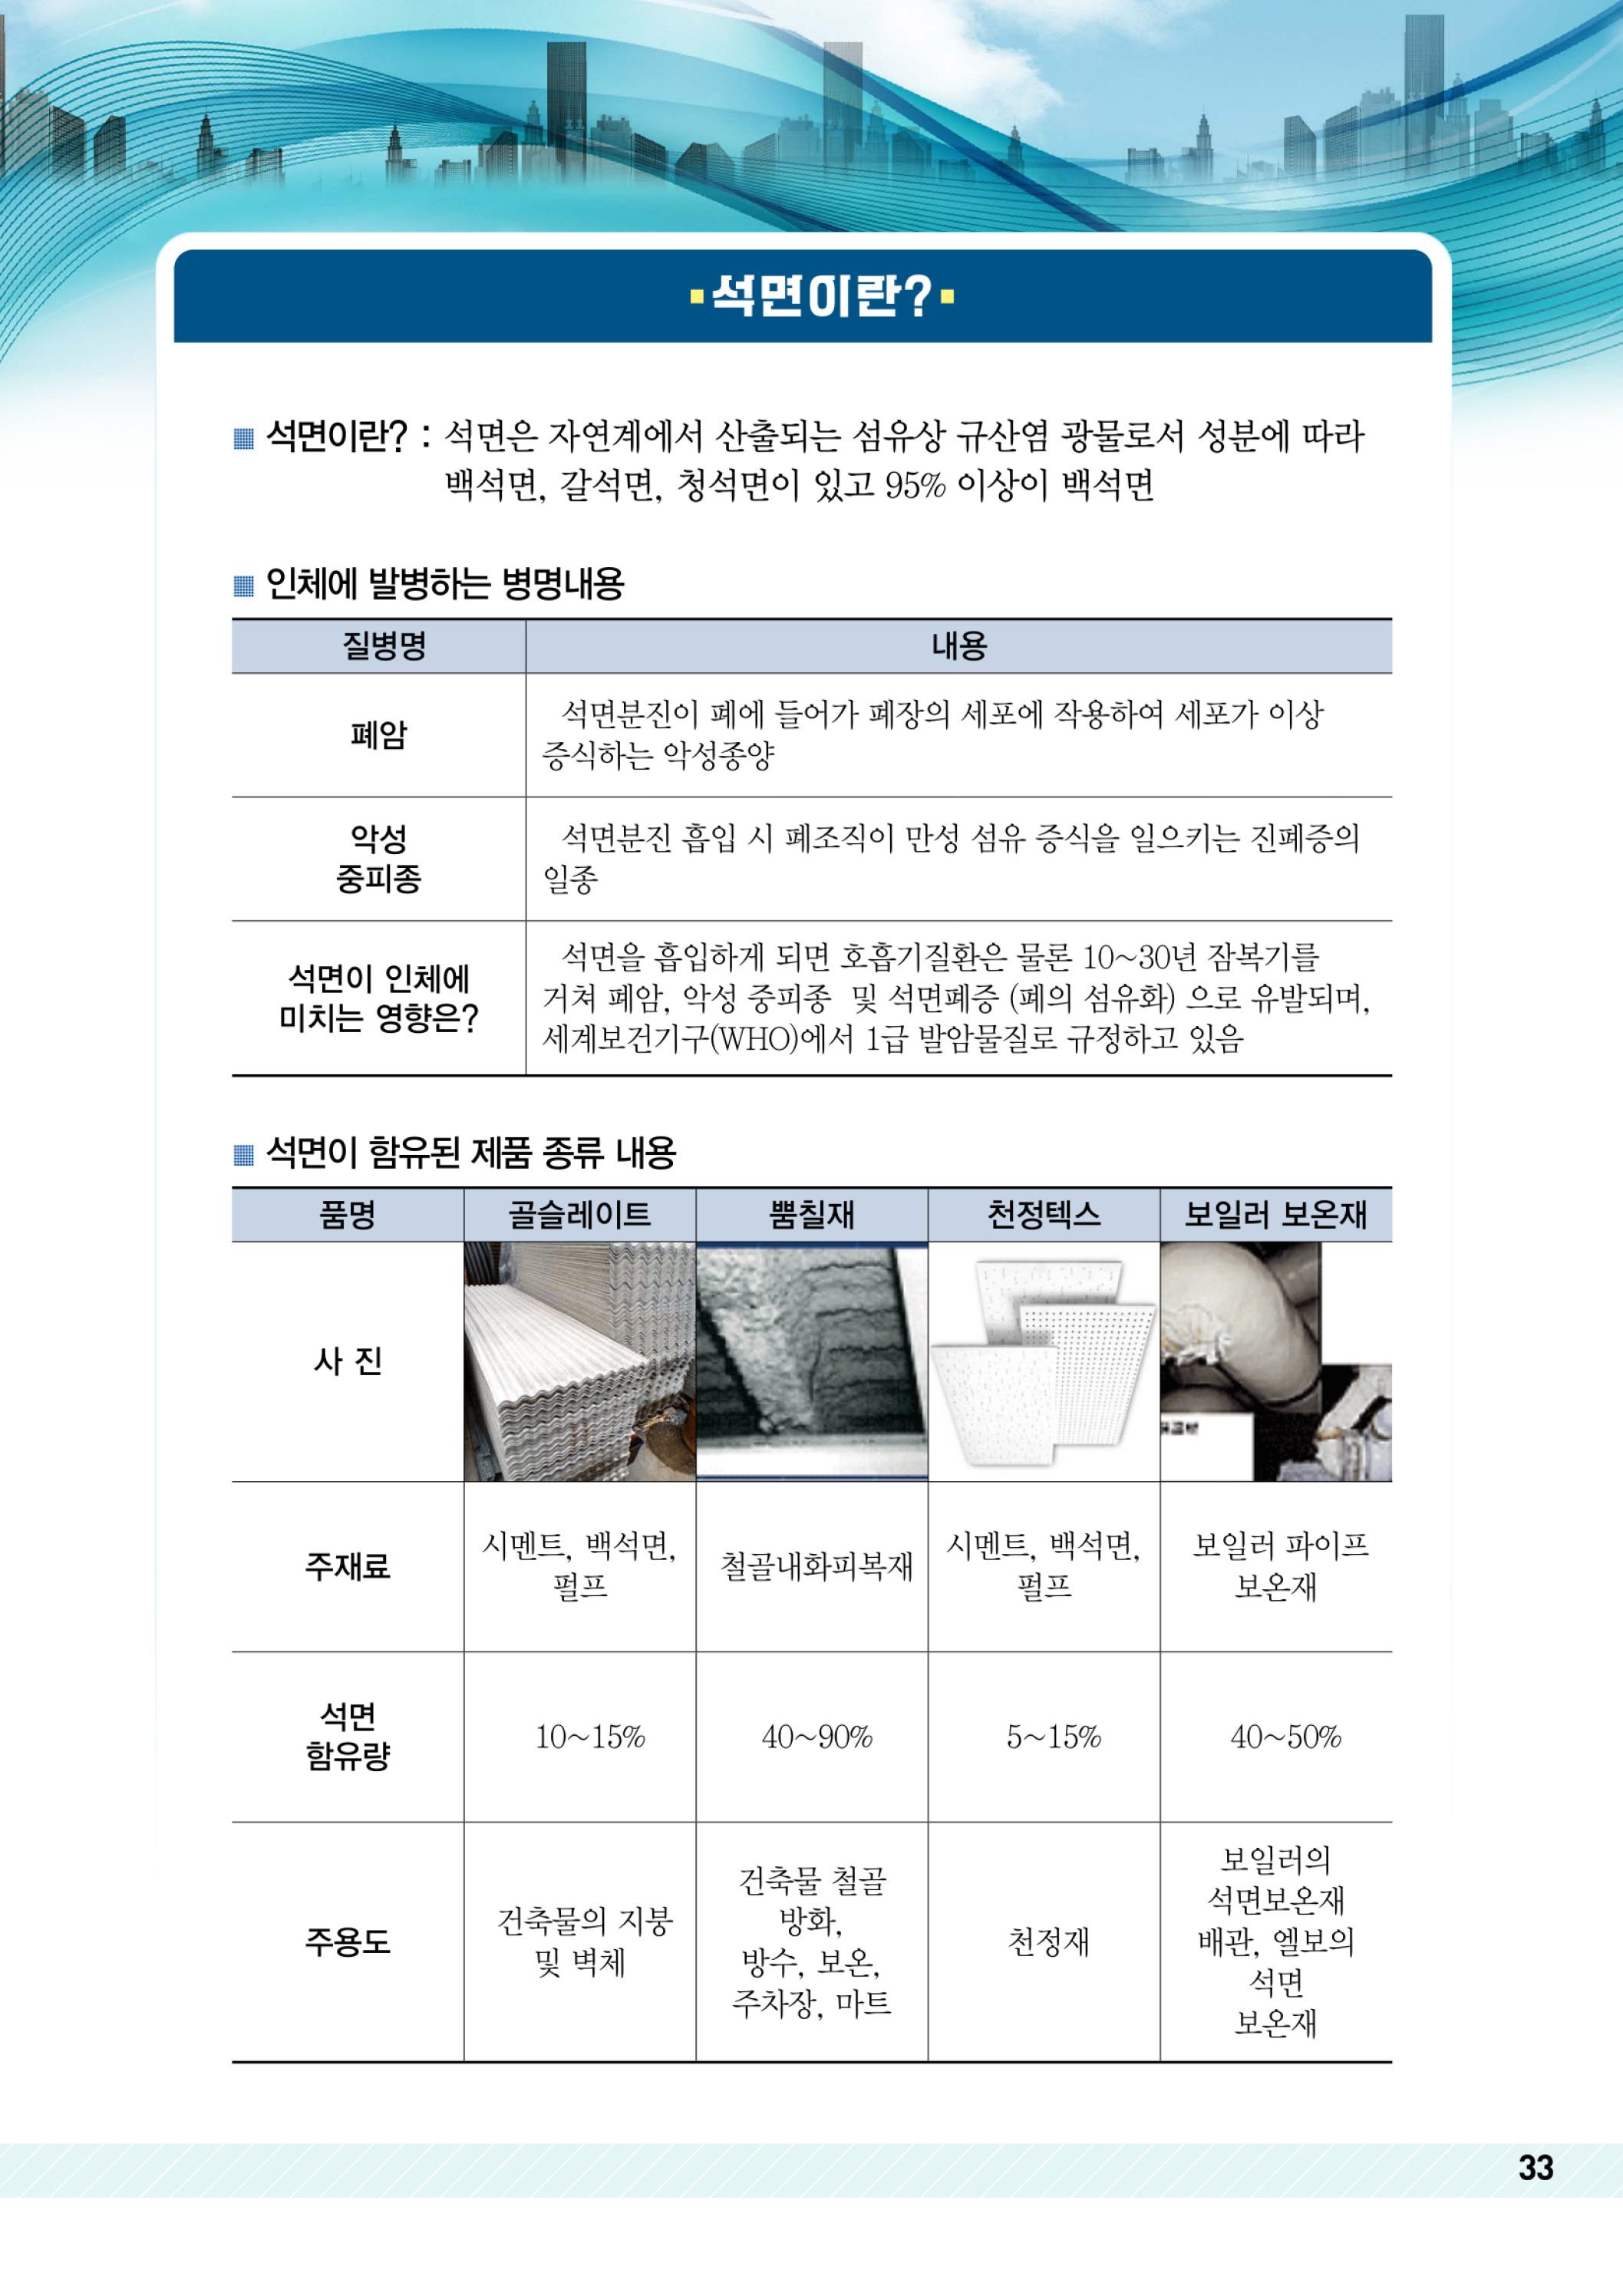 석면이란?
석면이란? : 석면은 자연계에서 산출되는 섬유상 규산염 광물로서 성분에 따라
백석면, 갈석면, 청석면이 있고 95% 이상이 백석면
인체에 발병하는 병명내용
질병명 내용
폐암
석면분진이 폐에 들어가 폐장의 세포에 작용하여 세포가 이상
증식하는 악성종양
악성
중피종
석면분진 흡입 시 폐조직이 만성 섬유 증식을 일으키는 진폐증의
일종
석면이 인체에
미치는 영향은?
석면을 흡입하게 되면 호흡기질환은 물론 10~30년 잠복기를
거쳐 폐암, 악성 중피종 및 석면폐증 (폐의 섬유화) 으로 유발되며,
세계보건기구(WHO)에서 1급 발암물질로 규정하고 있음
석면이 함유된 제품 종류 내용
품명 골슬레이트 뿜칠재 천정텍스 보일러 보온재
사 진
주재료
시멘트, 백석면,
펄프
철골내화피복재
시멘트, 백석면,
펄프
보일러 파이프
보온재
석면
함유량
10~15% 40~90% 5~15% 40~50%
주용도
건축물의 지붕
및 벽체
건축물 철골
방화,
방수, 보온,
주차장, 마트
천정재
보일러의
석면보온재
배관, 엘보의
석면
보온재
33